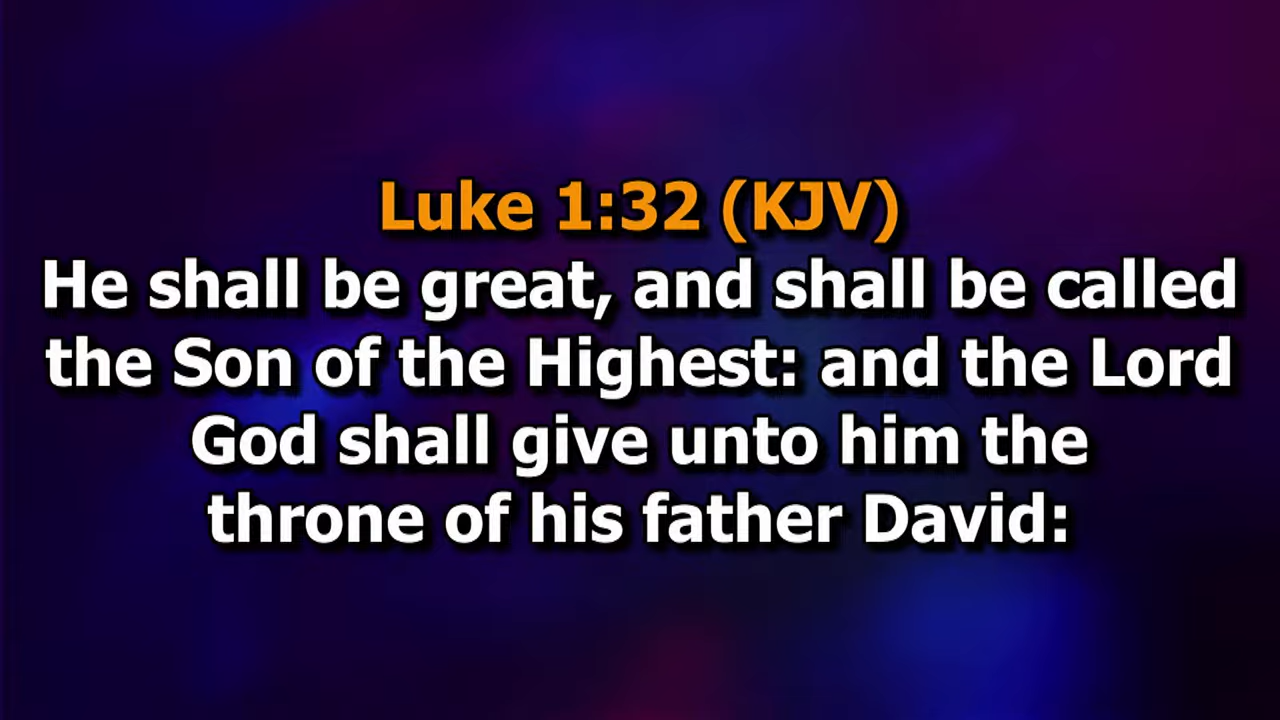 Luke 1:32 (KJV)
He shall be great, and shall be called
the Son of the Highest: and the Lord
God shall give unto him the
throne of his father David: